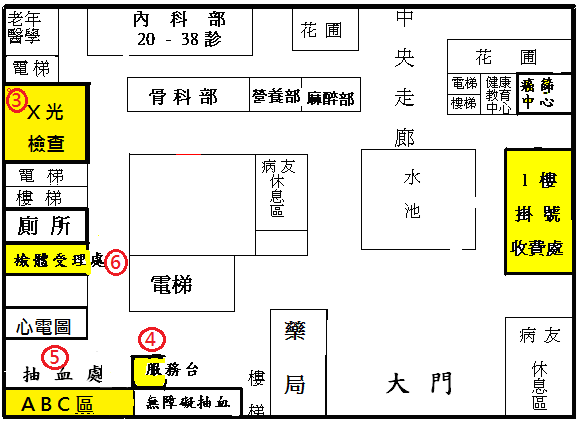 老年
醫學
電梯
內科部
20-38診
花圃
中央走廊
花圃
③
X光
檢查
骨科部
營養部
麻醉部
電梯
樓梯
健康
教育
中心
癌篩
中心
電梯
樓梯
廁所
病友
休息區
水池
1樓
掛號
收費處
檢體受理處
⑥
電梯
心電圖
⑤
抽血處
④
服務台
ABC區
無障礙抽血
樓梯
藥局
大門
病友
休息區